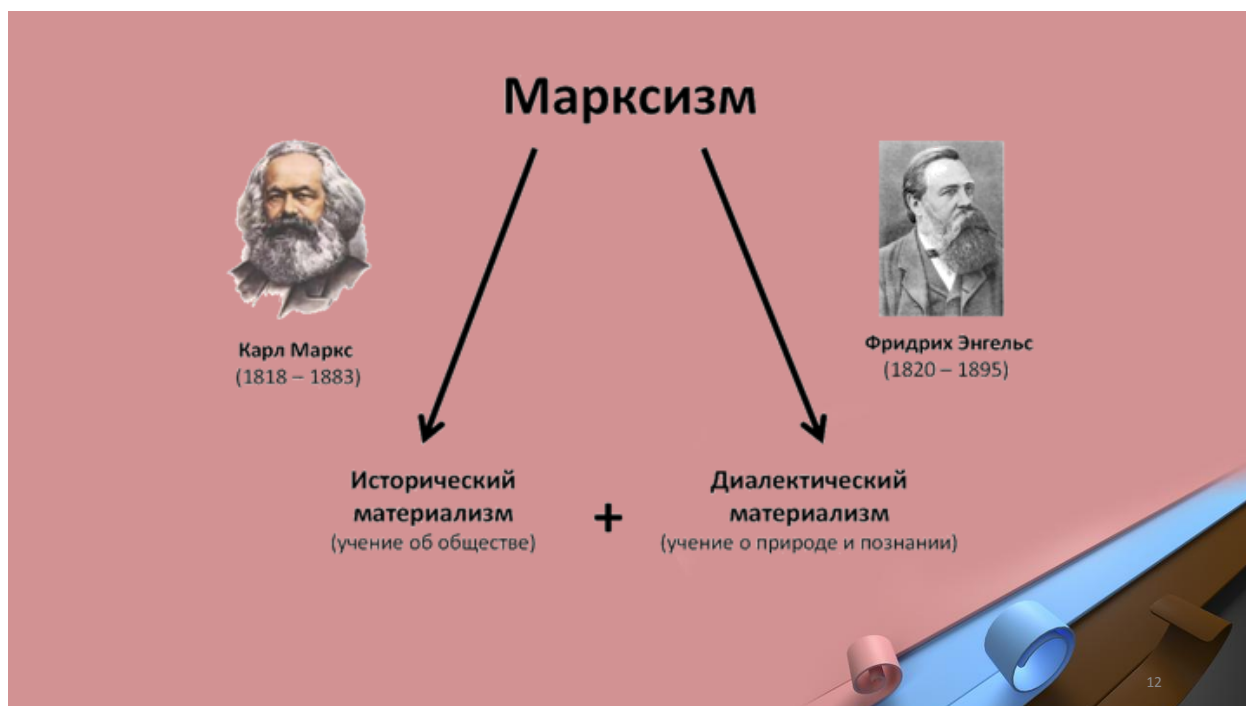 Марксизм
Карл Маркс
(1818 – 1883)
Фридрих Энгельс
(1820 – 1895)
Исторический
материализм
(учение об обществе)
+
Диалектический
материализм
(учение о природе и познании)
12